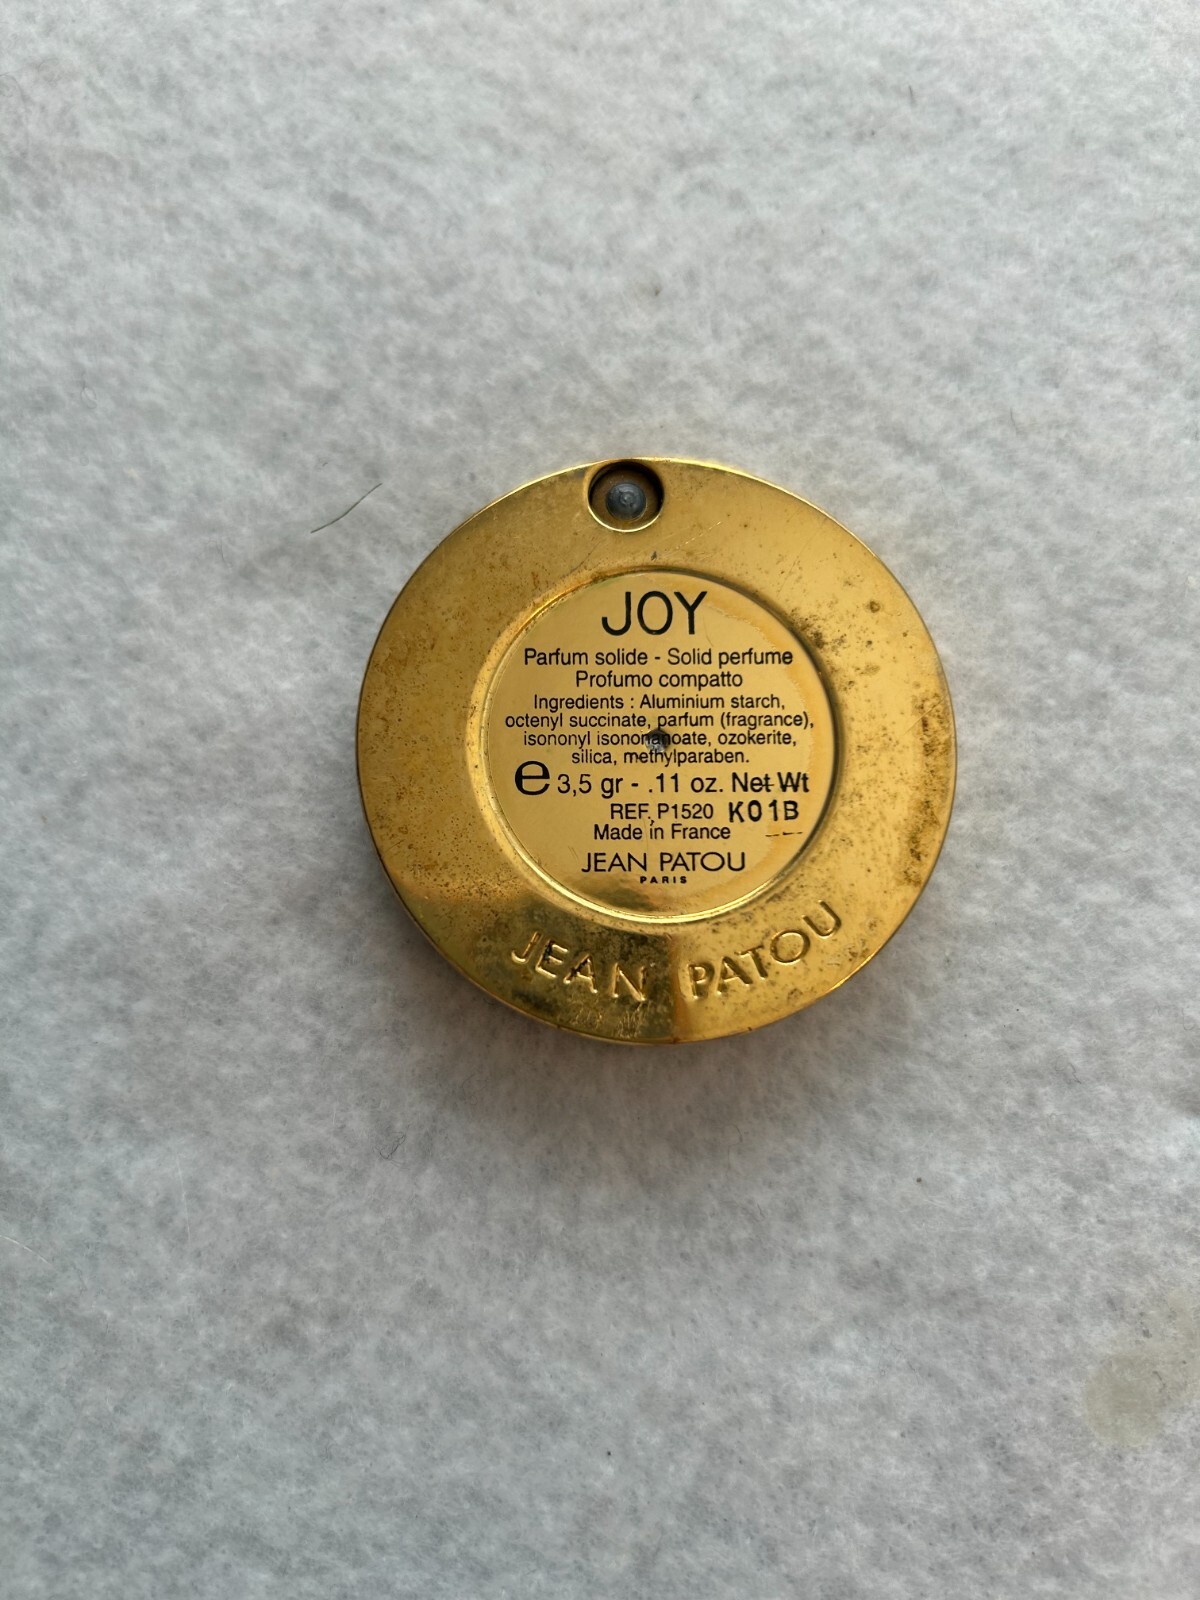 JOY
Parfum solide - Solid perfume
Profumo compatto
Ingredients : Aluminium starch,
octenyl succinate, parfum (fragrance),
isononyl isononanoate, ozokerite,
silica, methylparaben.
e 3,5 gr - .11 oz. Net Wt
REF. P1520 K01B
Made in France
JEAN PATOU
PARIS
JEAN PATOU